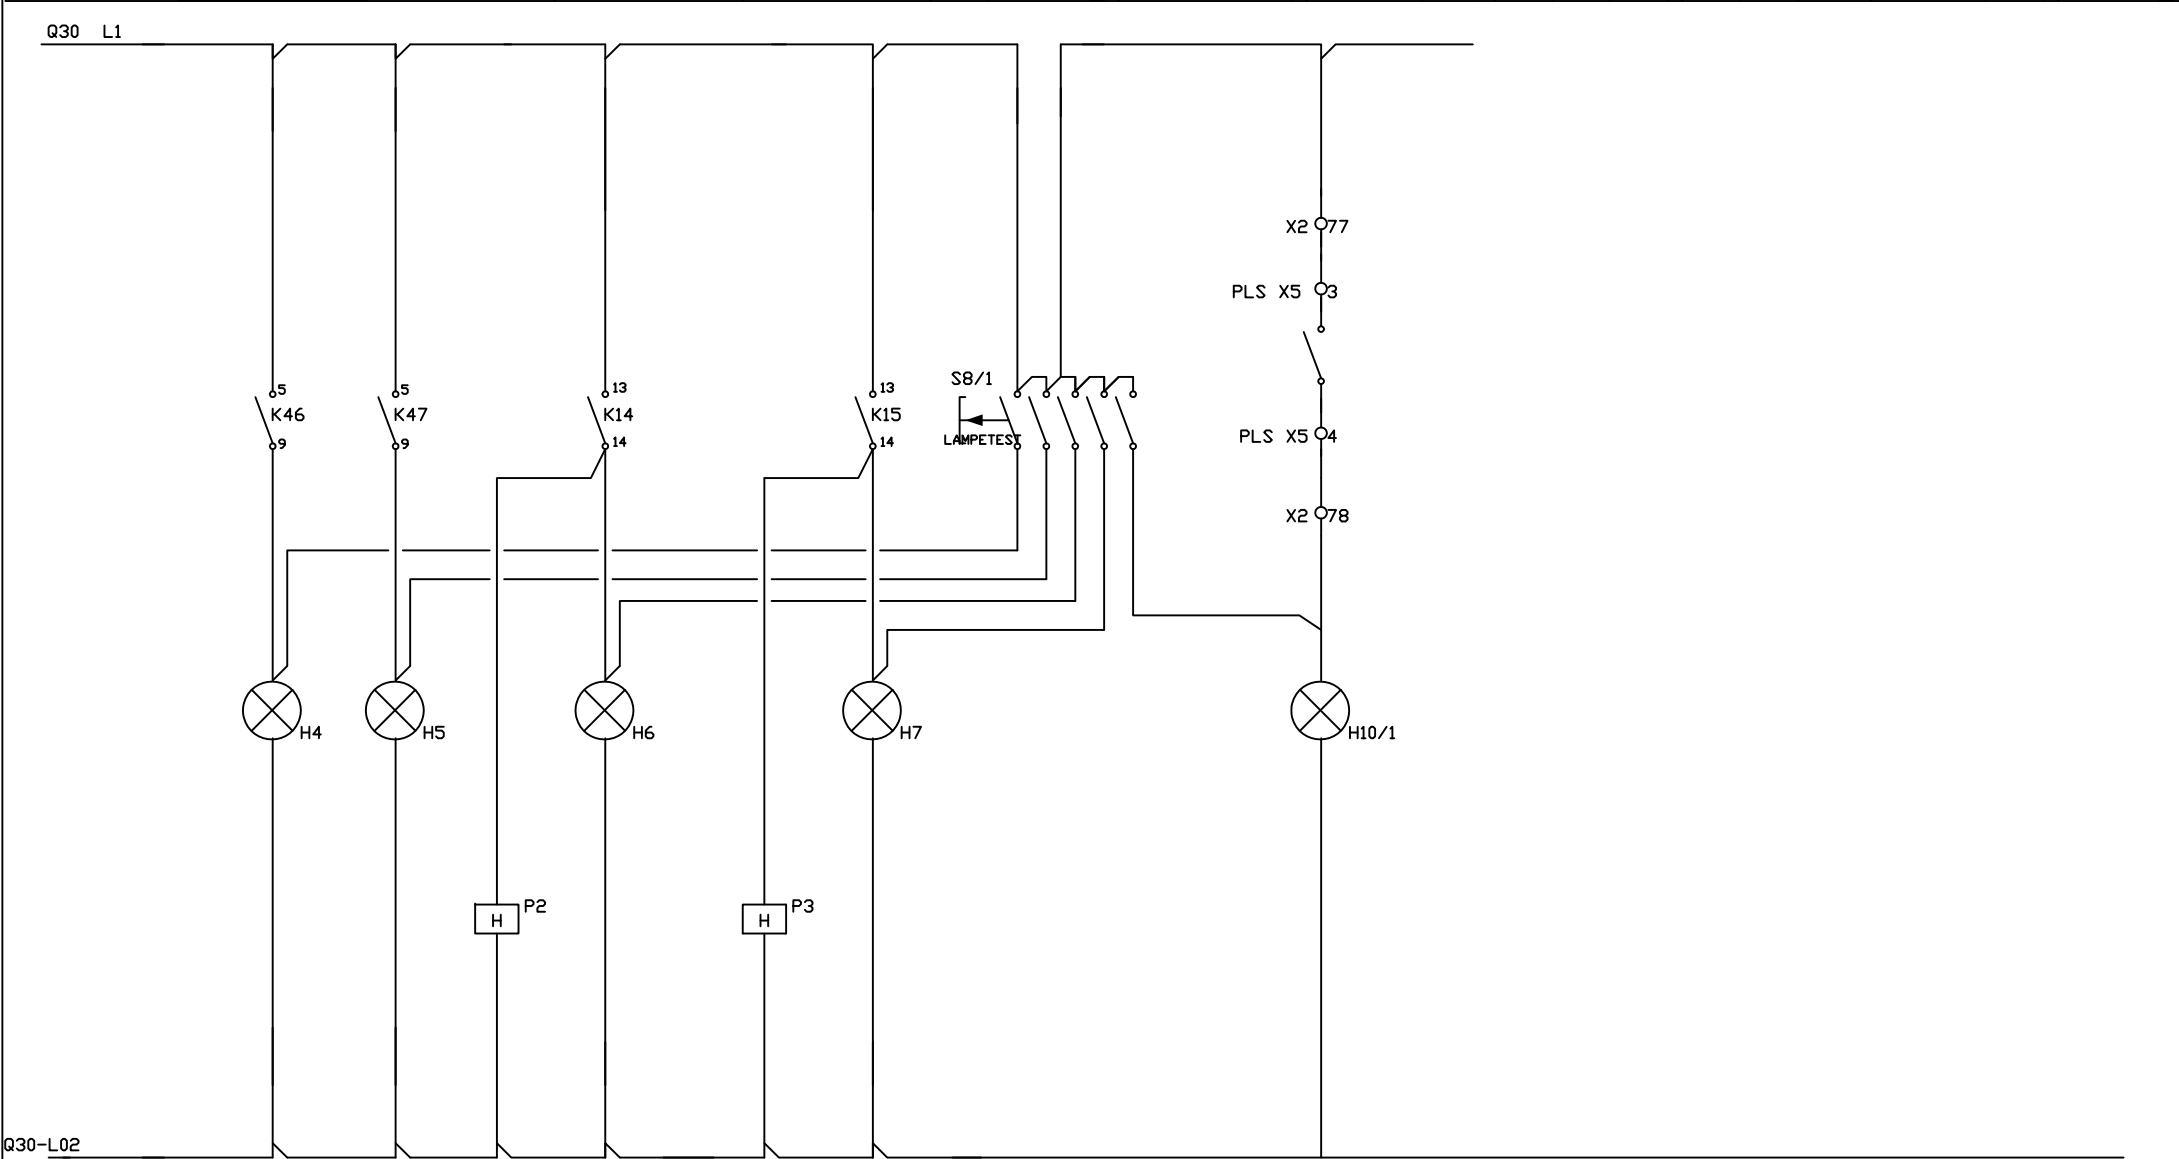 Q30 L1
X2 77
PLS X5 3
S8/1
5
5
13
13
K46
K47
K14
K15
9
9
14
14
LAMPETEST
PLS X5 4
X2 78
H4
H5
H6
H7
H10/1
H P2
H P3
Q30-L02